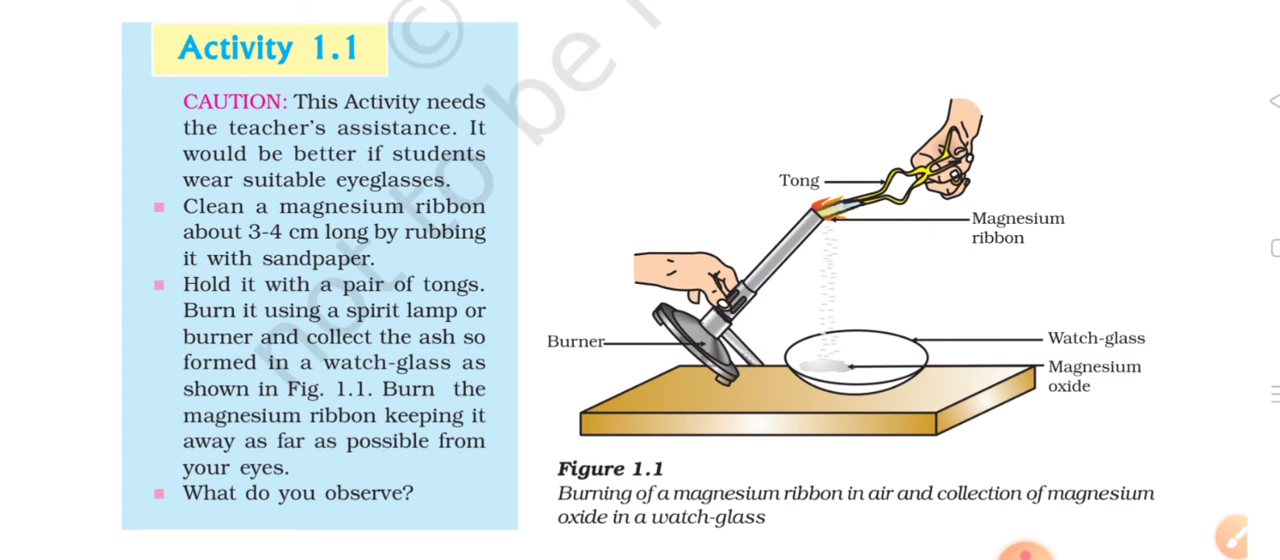 Activity 1.1
CAUTION: This Activity needs
the teacher's assistance. It
would be better if students
wear suitable eyeglasses.
Clean a magnesium ribbon
about 3-4 cm long by rubbing
it with sandpaper.
Hold it with a pair of tongs.
Burn it using a spirit lamp or
burner and collect the ash so
formed in a watch-glass as
shown in Fig. 1.1. Burn the
magnesium ribbon keeping it
away as far as possible from
your eyes.
What do you observe?
Tong
Magnesium
ribbon
Burner
Watch-glass
Magnesium
oxide
Figure 1.1
Burning of a magnesium ribbon in air and collection of magnesium
oxide in a watch-glass
©
not to be